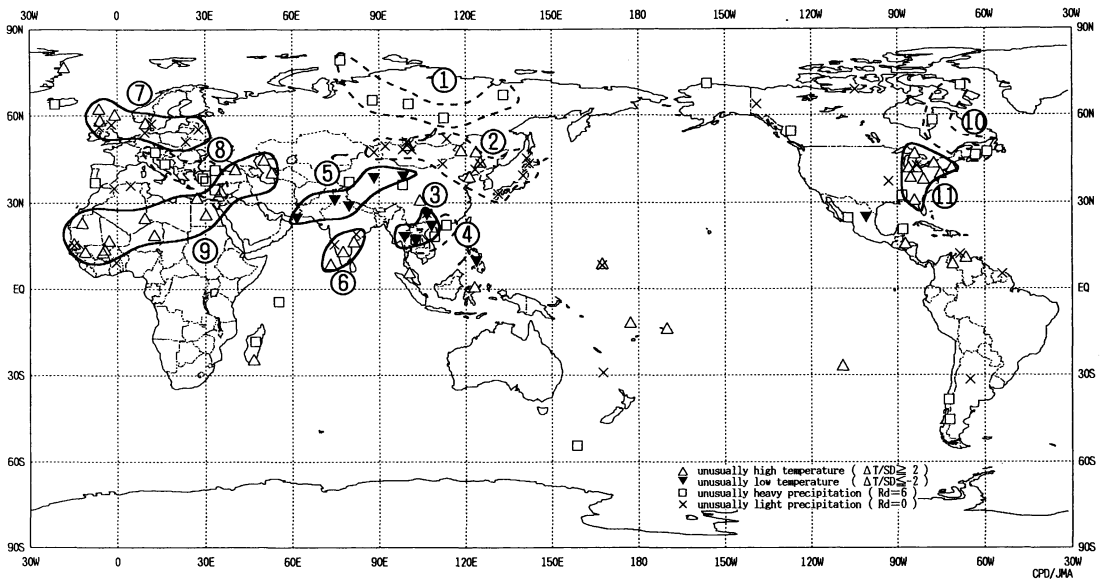 30W 0 30E 60E 90E 120E 150E 180 150W 120W 90W 60W 30W
90N 90N
① ⑦ ⑩
60N 60N
② ⑧ ⑤ ③ ⑪
30N 30N
④ ⑨ ⑥
EQ EQ
30S 30S
60S 60S
△ unusually high temperature ( ΔT/SD≧ 2 )
▼ unusually low temperature ( ΔT/SD≦-2 )
□ unusually heavy precipitation ( Rd=6 )
× unusually light precipitation ( Rd=0 )
90S 90S
30W 0 30E 60E 90E 120E 150E 180 150W 120W 90W 60W 30W
CPD/JMA